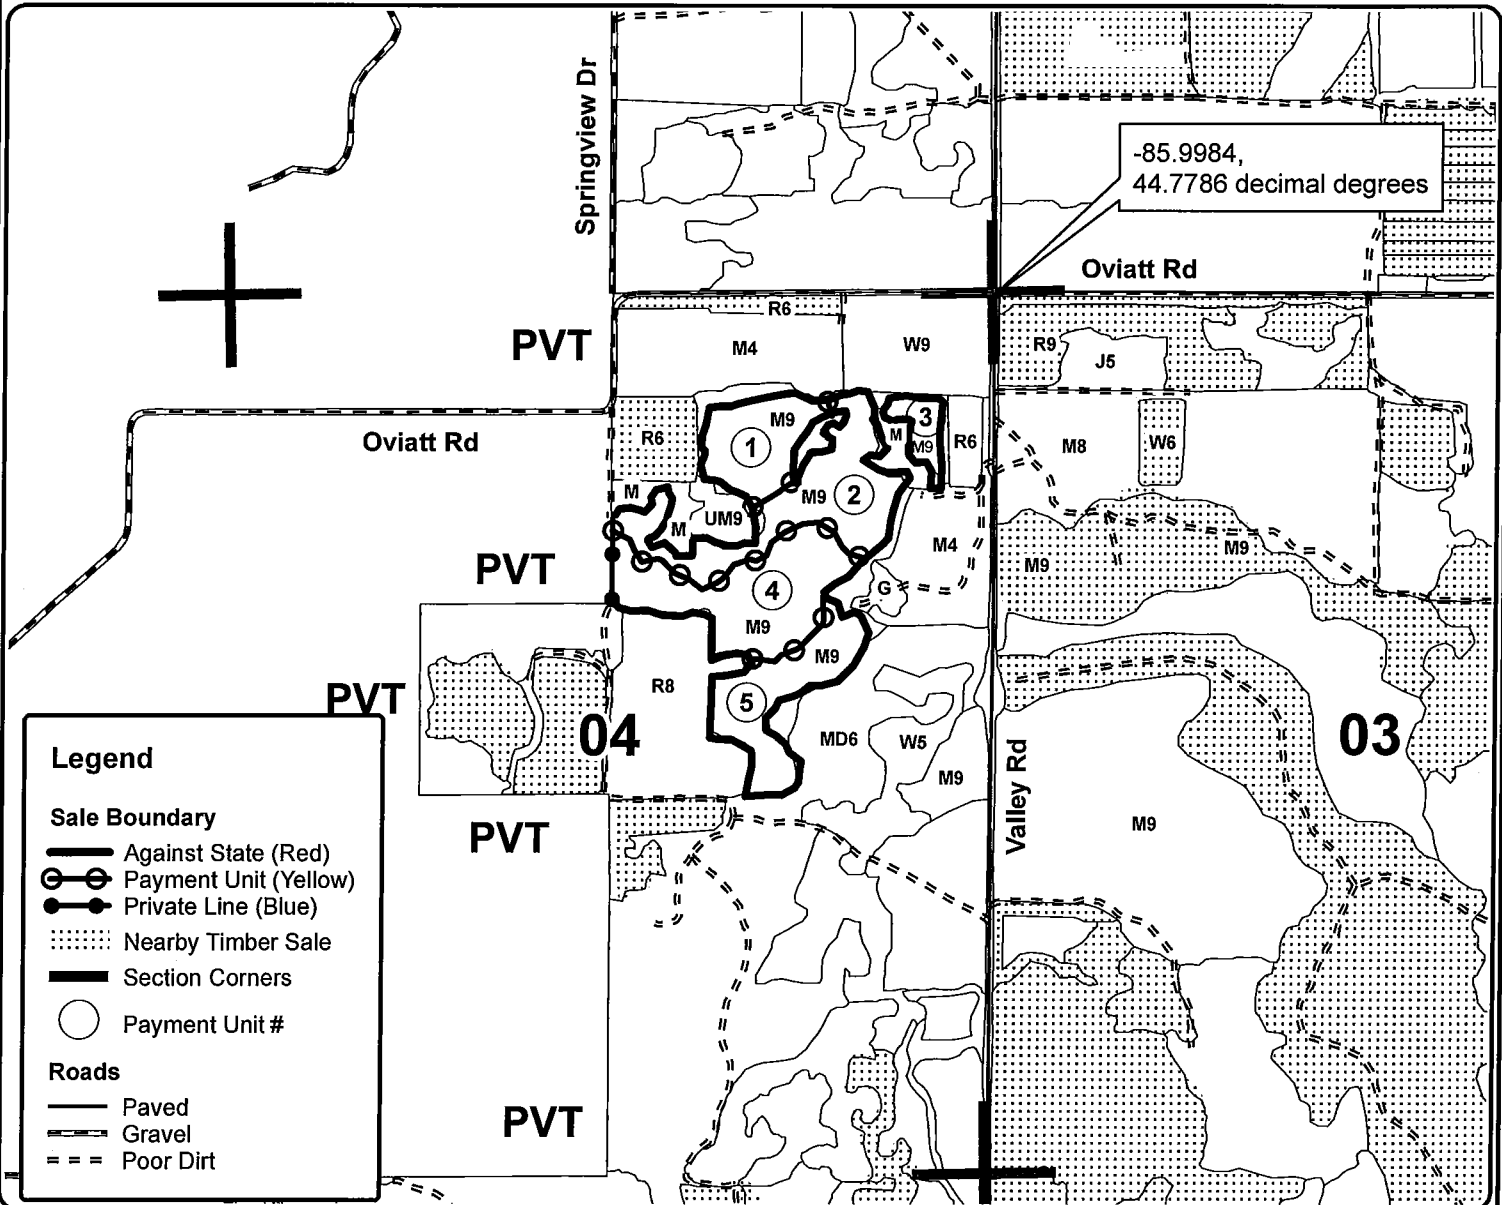 Springview Dr
-85.9984,
44.7786 decimal degrees
Oviatt Rd
R6
PVT
M4
W9
R9
J5
M9
1
3
M
M9
R6
R6
Oviatt Rd
M8
W6
M
M9
2
UM9
M
M4
M9
M9
PVT
4
G
M9
M9
R8
5
PVT
04
MD6
W5
M9
Valley Rd
03
M9
PVT
PVT
Legend
Sale Boundary
Against State (Red)
Payment Unit (Yellow)
Private Line (Blue)
Nearby Timber Sale
Section Corners
Payment Unit #
Roads
Paved
Gravel
Poor Dirt